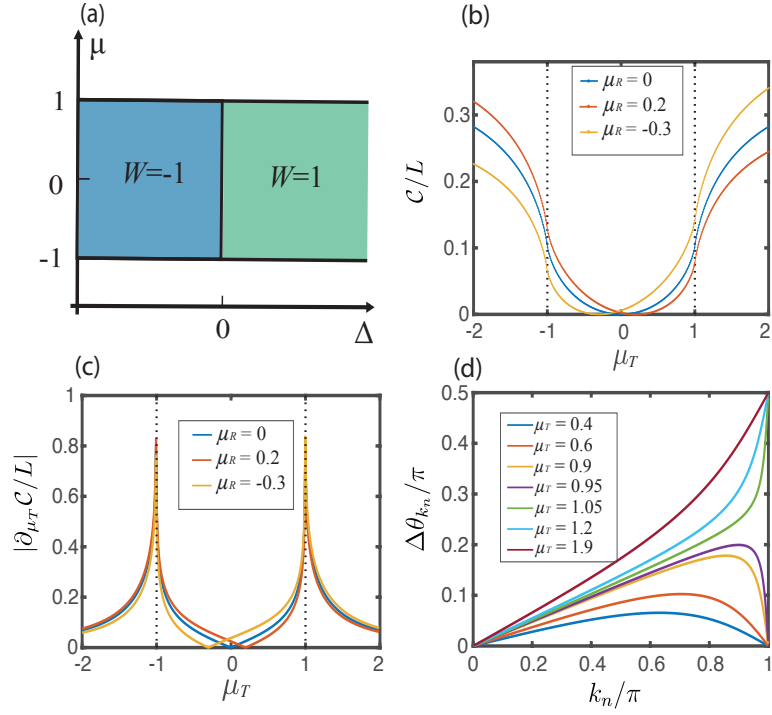 (a)
μ
1
0
-1
W=-1
W=1
0
Δ
(b)
C/L
0.3
0.2
0.1
0
μR = 0
μR = 0.2
μR = -0.3
-2 -1 0 1 2
μT
(c)
|∂μT C/L|
1
0.8
0.6
0.4
0.2
0
μR = 0
μR = 0.2
μR = -0.3
-2 -1 0 1 2
μT
(d)
Δθkn/π
0.5
0.4
0.3
0.2
0.1
0
μT = 0.4
μT = 0.6
μT = 0.9
μT = 0.95
μT = 1.05
μT = 1.2
μT = 1.9
0 0.2 0.4 0.6 0.8 1
kn/π